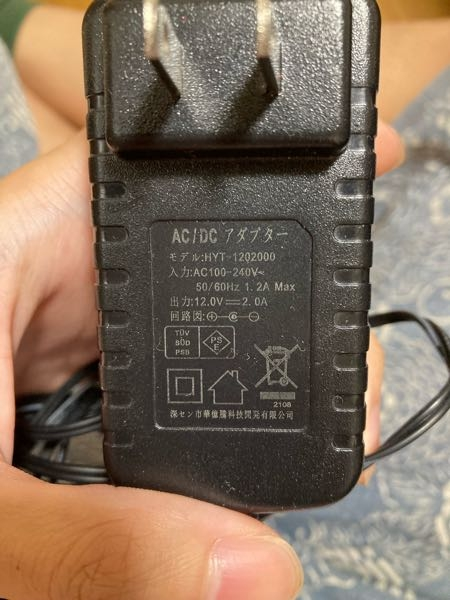 AC/DC アダプター
モデル:HYT-1202000
入力:AC100-240V~
50/60Hz 1.2A Max
出力:12.0V⎓2.0A
回路図:
TÜV
SÜD
PSB
PS
E
2108
深セン市華億騰科技開発有限公司